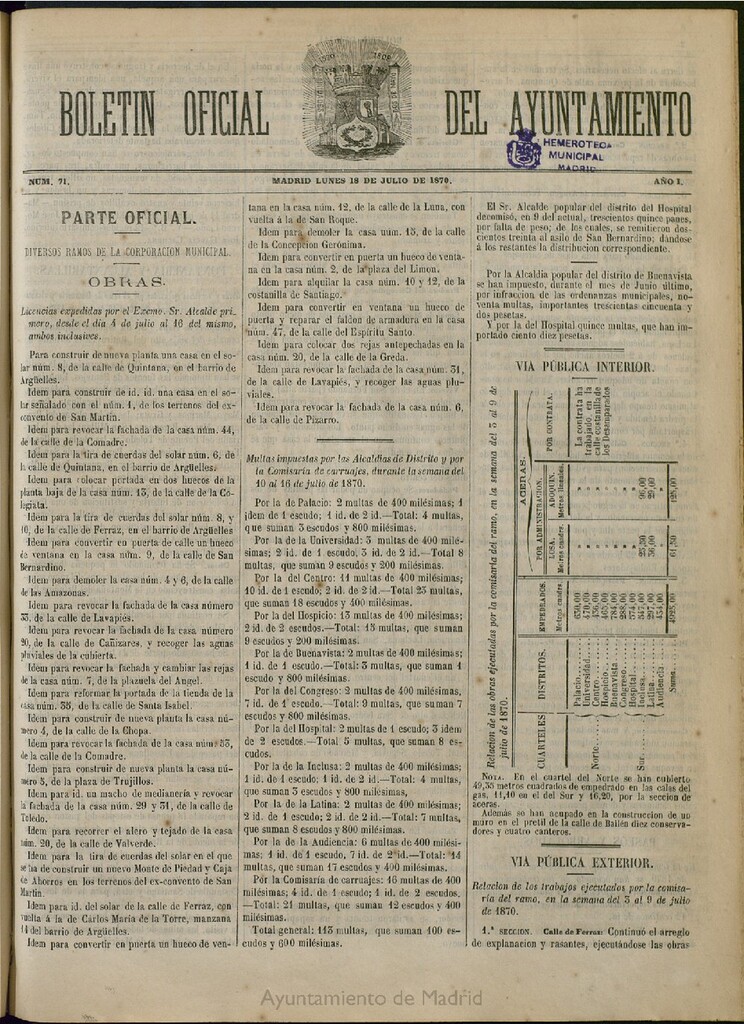 BOLETIN OFICIAL DEL AYUNTAMIENTO
HEMEROTECA
MUNICIPAL
MADRID
NUM. 71. MADRID LUNES 18 DE JULIO DE 1870. AÑO I.
PARTE OFICIAL.
DIVERSOS RAMOS DE LA CORPORACION MUNICIPAL.
OBRAS.
Licencias expedidas por el Excmo. Sr. Alcalde pri-
mero, desde el dia 4 de julio al 16 del mismo,
ambos inclusives.
Para construir de nueva planta una casa en el so-
lar núm. 8, de la calle de Quintana, en el barrio de
Argüelles.
Idem para construir de id. id. una casa en el so-
lar señalado con el núm. 1, de los terrenos del ex-
convento de San Martin.
Idem para revocar la fachada de la casa núm. 44,
de la calle de la Comadre.
Idem para la tira de cuerdas del solar núm. 6, de
la calle de Quintana, en el barrio de Argüelles.
Idem para colocar portada en dos huecos de la
planta baja de la casa núm. 13, de la calle de la Co-
legiata.
Idem para la tira de cuerdas del solar núm. 8, y
10, de la calle de Ferraz, en el barrio de Argüelles
Idem para convertir en puerta de calle un hueco
de ventana en la casa núm. 9, de la calle de San
Bernardino.
Idem para demoler la casa núm. 4 y 6, de la calle
de las Amazonas.
Idem para revocar la fachada de la casa número
33, de la calle de Lavapiés.
Idem para revocar la fachada de la casa número
20, de la calle de Cañizares, y recoger las aguas
pluviales de la cubierta.
Idem para revocar la fachada y cambiar las rejas
de la casa núm. 7, de la plazuela del Angel.
Idem para reformar la portada de la tienda de la
casa núm. 35, de la calle de Santa Isabel.
Idem para construir de nueva planta la casa nú-
mero 4, de la calle de la Chopa.
Idem para revocar la fachada de la casa núm. 53,
de la calle de la Comadre.
Idem para construir de nueva planta la casa nú-
mero 5, de la plaza de Trujillos.
Idem para id. un macho de medianería y revocar
la fachada de la casa núm. 29 y 31, de la calle de
Toledo.
Idem para recorrer el alero y tejado de la casa
núm. 20, de la calle de Valverde.
Idem para la tira de cuerdas del solar en el que
se ha de construir un nuevo Monte de Piedad y Caja
de Ahorros en los terrenos del ex-convento de San
Martin
Idem para id. del solar de la calle de Ferraz, con
vuelta á la de Carlos María de la Torre, manzana
14 del barrio de Argüelles.
Idem para convertir en puerta un hueco de ven-
tana en la casa núm. 12, de la calle de la Luna, con
vuelta á la de San Roque.
Idem para demoler la casa núm. 15, de la calle
de la Concepcion Gerónima.
Idem para convertir en puerta un hueco de venta-
na en la casa núm. 2, de la plaza del Limon.
Idem para alquilar la casa núm. 10 y 12, de la
costanilla de Santiago.
Idem para convertir en ventana un hueco de
puerta y reparar el faldon de armadura en la casa
núm. 47, de la calle del Espíritu Santo.
Idem para colocar dos rejas antepechadas en la
casa núm. 20, de la calle de la Greda.
Idem para revocar la fachada de la casa núm. 31,
de la calle de Lavapiés, y recoger las aguas plu-
viales.
Idem para revocar la fachada de la casa núm. 6,
de la calle de Pizarro.
Multas impuestas por las Alcaldías de Distrito y por
la Comisaría de carruajes, durante la semana del
10 al 16 de julio de 1870.
Por la de Palacio: 2 multas de 400 milésimas; 1
idem de 1 escudo; 1 id. de 2 id.—Total: 4 multas,
que suman 3 escudos y 800 milésimas.
Por la de la Universidad: 3 multas de 400 milé-
simas; 2 id. de 1 escudo, 3 id. de 2 id.—Total 8
multas, que suman 9 escudos y 200 milésimas.
Por la del Centro: 11 multas de 400 milésimas;
10 id. de 1 escudo; 2 id. de 2 id.—Total 23 multas,
que suman 18 escudos y 400 milésimas.
Por la del Hospicio: 13 multas de 400 milésimas;
2 id. de 2 escudos.—Total: 15 multas, que suman
9 escudos y 200 milésimas.
Por la de Buenavista: 2 multas de 400 milésimas;
1 id. de 1 escudo.—Total: 3 multas, que suman 1
escudo y 800 milésimas.
Por la del Congreso: 2 multas de 400 milésimas,
7 id. de 1 escudo.—Total: 9 multas, que suman 7
escudos y 800 milésimas.
Por la del Hospital: 2 multas de 1 escudo; 3 idem
de 2 escudos.—Total: 5 multas, que suman 8 es-
cudos.
Por la de la Inclusa: 2 multas de 400 milésimas;
1 id. de 1 escudo; 1 id. de 2 id.—Total: 4 multas,
que suman 3 escudos y 800 milésimas,
Por la de la Latina: 2 multas de 400 milésimas;
2 id. de 1 escudo; 2 id. de 2 id.—Total: 7 multas,
que suman 8 escudos y 800 milésimas.
Por la de la Audiencia: 6 multas de 400 milési-
mas; 1 id. de 1 escudo, 7 id. de 2 id.—Total: 14
multas, que suman 17 escudos y 400 milésimas.
Por la Comisaría de carruajes: 16 multas de 400
milésimas; 4 id. de 1 escudo; 1 id. de 2 escudos.
—Total: 21 multas, que suman 12 escudos y 400
milésimas.
Total general: 113 multas, que suman 100 es-
cudos y 600 milésimas.
El Sr. Alcalde popular del distrito del Hospital
decomisó, en 9 del actual, trescientos quince panes,
por falta de peso; de los cuales, se remitieron dos-
cientos treinta al asilo de San Bernardino; dándose
á los restantes la distribucion correspondiente.
Por la Alcaldía popular del distrito de Buenavista
se han impuesto, durante el mes de Junio último,
por infraccion de las ordenanzas municipales, no-
venta multas, importantes trescientas cincuenta y
dos pesetas.
Y por la del Hospital quince multas, que han im-
portado ciento diez pesetas.
VIA PÚBLICA INTERIOR.
Relacion de las obras ejecutadas por la comisaría del ramo, en la semana del 3 al 9 de
julio de 1870.
CUARTELES DISTRITOS. EMPEDRADOS. ACERAS.
POR ADMINISTRACION. POR CONTRATA.
Metros cuadrs. LOSA. ADOQUIN.
Metros cuadrs. Metros lineales.
La contrata ha
trabajado en la
calle costanilla de
los Desamparados
Norte
Palacio
Universidad
Centro
Hospicio
Buenavista
Sur
Congreso
Hospital
Inclusa
Latina
Audiencia
Suma
NOTA. En el cuartel del Norte se han cubierto
49,35 metros cuadrados de empedrado en las calas del
gas, 11,40 en el del Sur y 16,20, por la seccion de
aceras.
Además se han ocupado en la construccion de un
muro en el pretil de la calle de Bailén diez conserva-
dores y cuatro canteros.
VIA PÚBLICA EXTERIOR.
Relacion de los trabajos ejecutados por la comisa-
ría del ramo, en la semana del 3 al 9 de julio
de 1870.
1.ª SECCION. Calle de Ferraz: Continuó el arreglo
de explanacion y rasantes, ejecutándose las obras
Ayuntamiento de Madrid